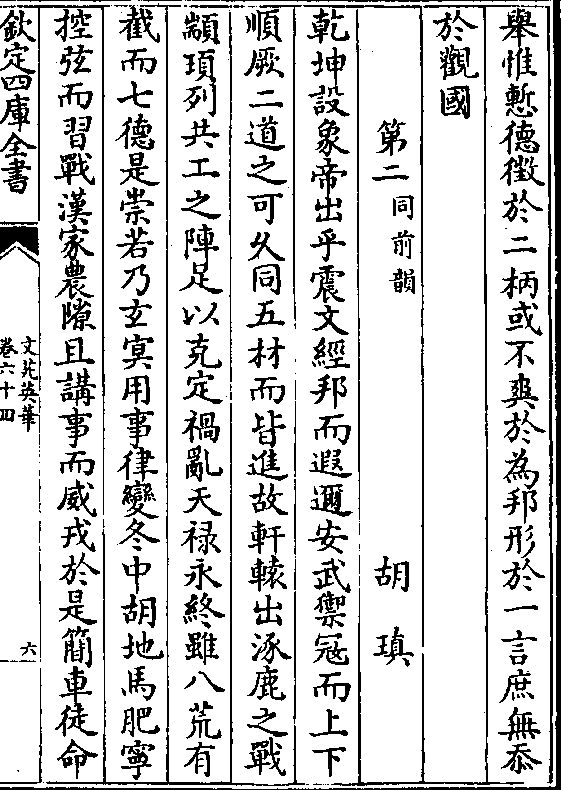 舉惟慙德徵於二柄或不爽於為邦形於一言庶無忝
於觀國
第二同前韻 胡瑱
乾坤設象帝出乎震文經邦而遐邇安武禦寇而上下
順厥二道之可久同五材而皆進故軒轅出涿鹿之戰
顓頊列共工之陣足以克定禍亂天祿永終雖八荒有
截而七德是崇若乃玄冥用事律變冬中胡地馬肥寧
控弦而習戰漢家農隙且講事而威戎於是簡車徒命
欽定四庫全書
文苑英華
卷六十四
六